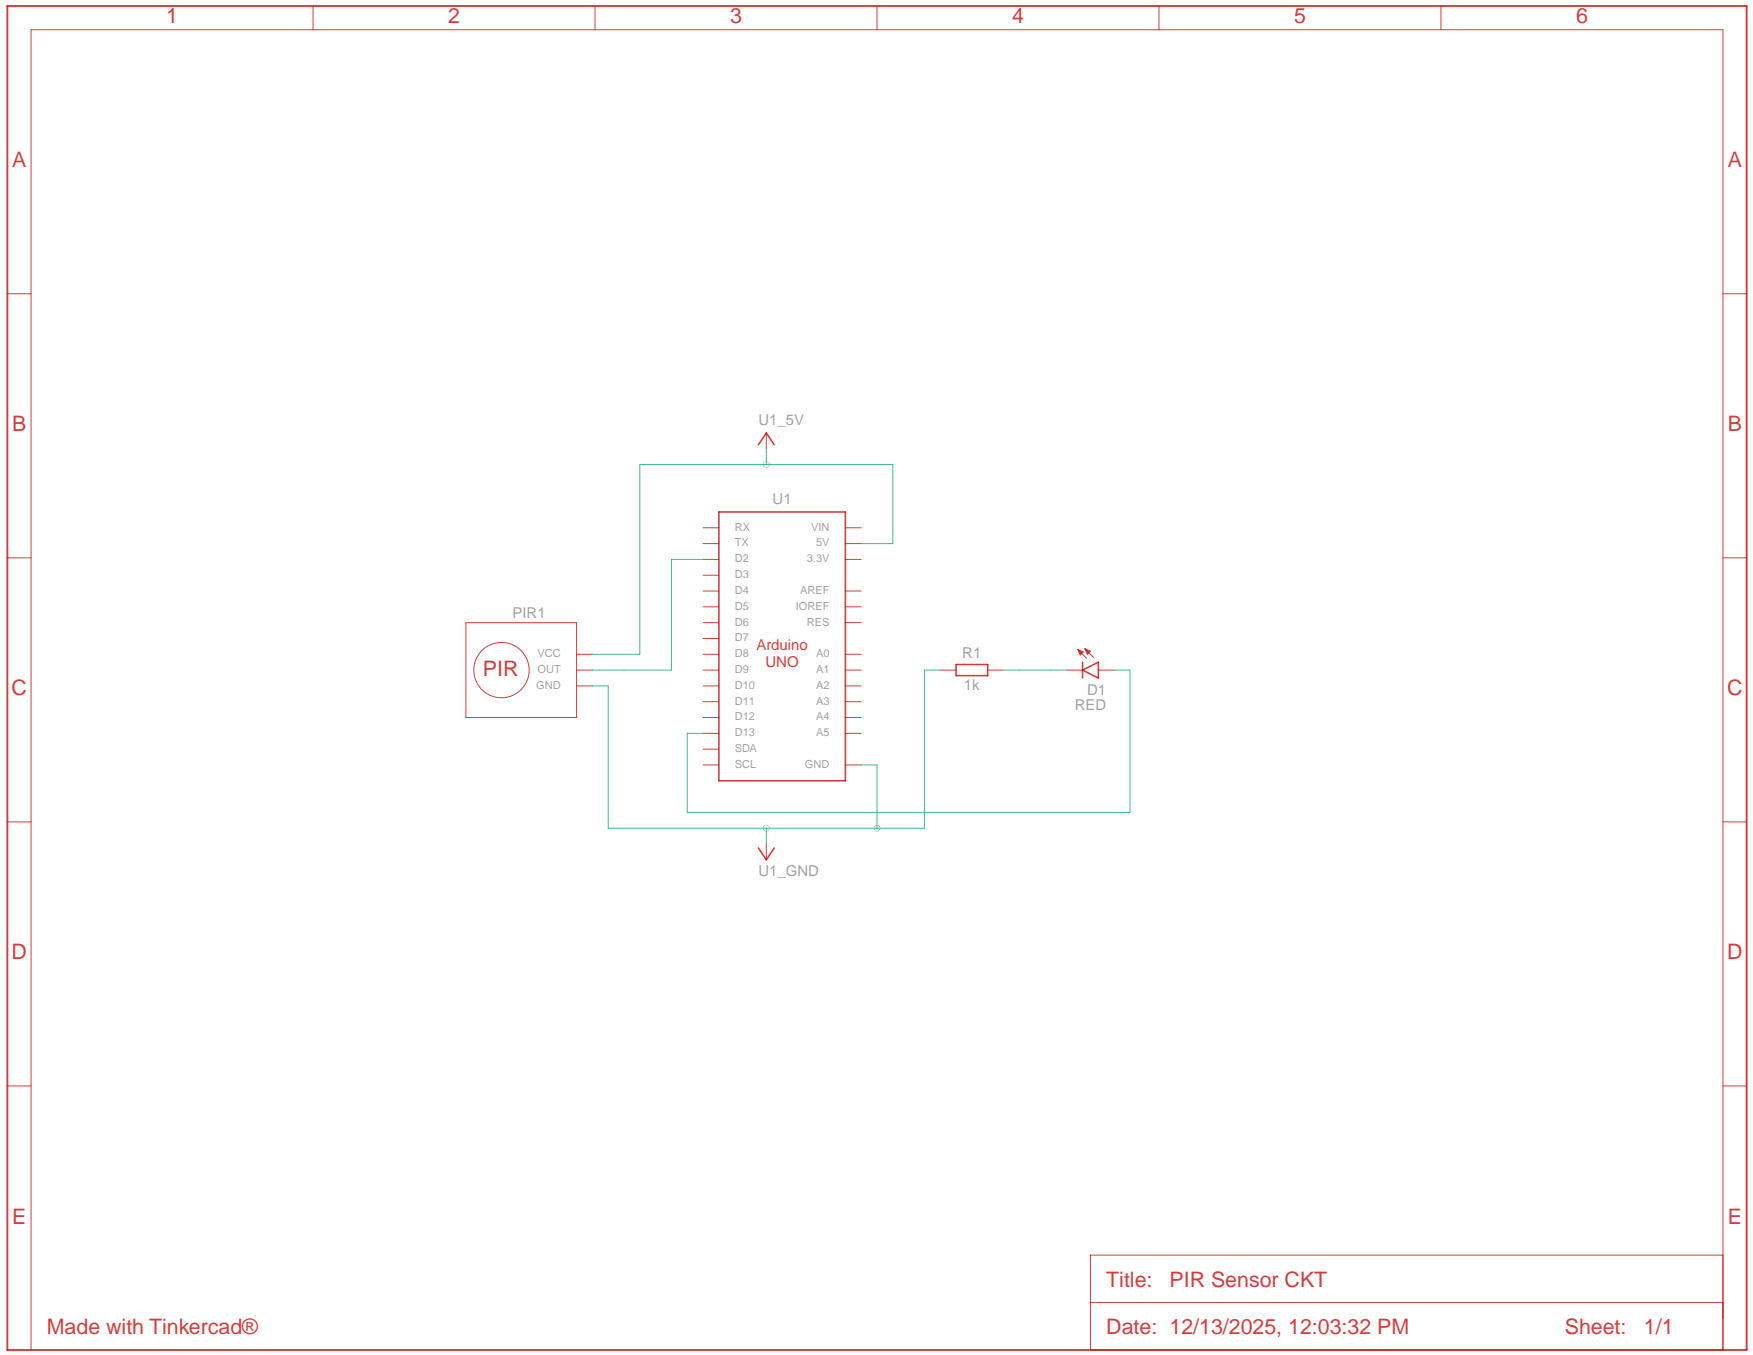 1 2 3 4 5 6
A A
B B
U1_5V
U1
RX VIN
TX 5V
D2 3.3V
D3
D4 AREF
D5 IOREF
D6 RES
D7
Arduino
UNO
D8 A0
D9 A1
D10 A2
D11 A3
D12 A4
D13 A5
SDA
SCL GND
PIR1
PIR
VCC
OUT
GND
R1
1k
D1
RED
C C
U1_GND
D D
E E
Title: PIR Sensor CKT
Made with Tinkercad®
Date: 12/13/2025, 12:03:32 PM Sheet: 1/1